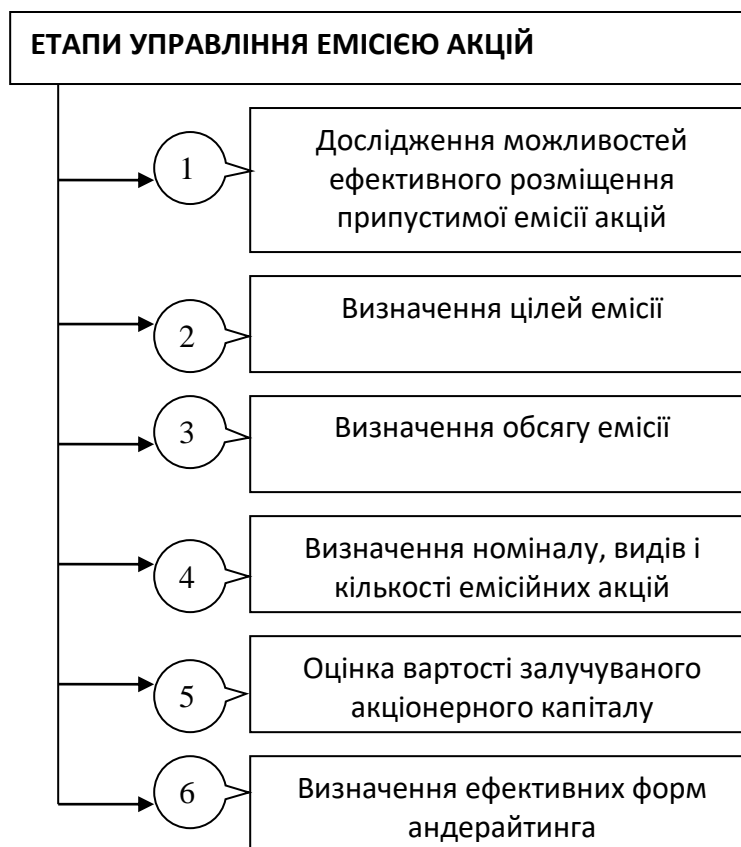 ЕТАПИ УПРАВЛІННЯ ЕМІСІЄЮ АКЦІЙ
1
Дослідження можливостей
ефективного розміщення
припустимої емісії акцій
2
Визначення цілей емісії
3
Визначення обсягу емісії
4
Визначення номіналу, видів і
кількості емісійних акцій
5
Оцінка вартості залучуваного
акціонерного капіталу
6
Визначення ефективних форм
андерайтинга